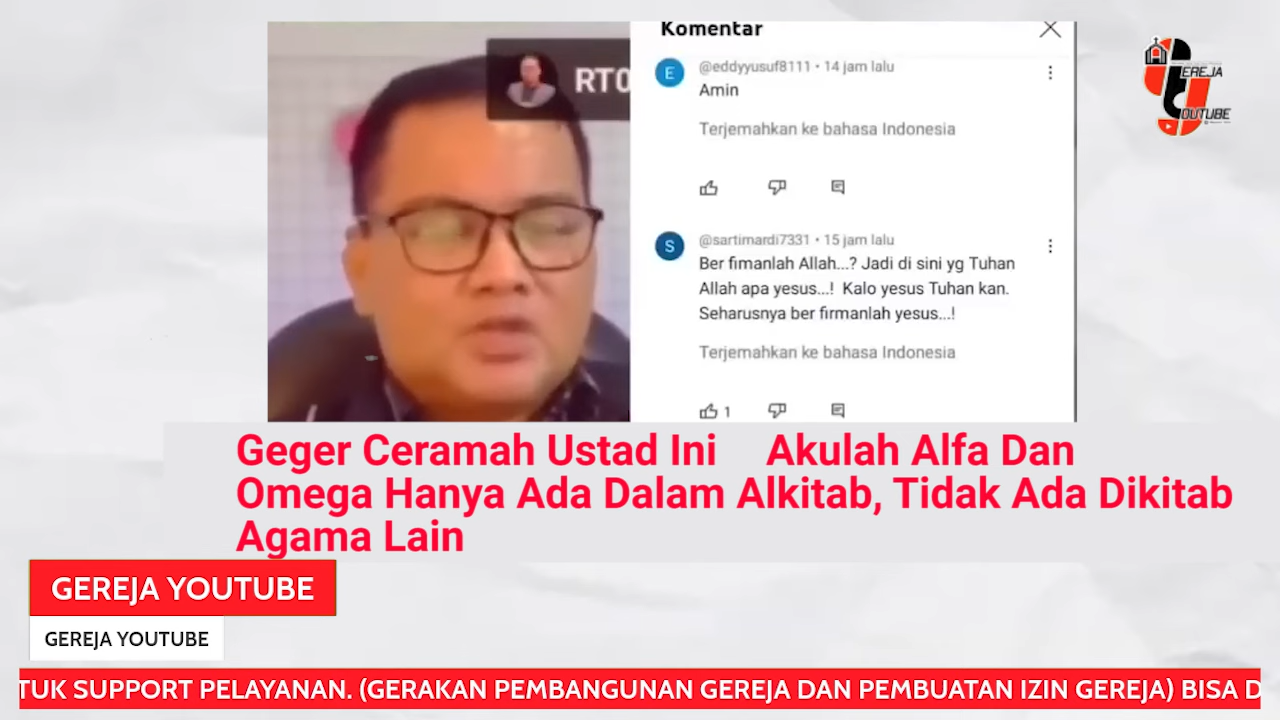 Komentar
RT0
E
@eddyyusuf8111 • 14 jam lalu
Amin
Terjemahkan ke bahasa Indonesia
S
@sartimardi7331 • 15 jam lalu
Ber fimanlah Allah...? Jadi di sini yg Tuhan
Allah apa yesus...! Kalo yesus Tuhan kan.
Seharusnya ber firmanlah yesus...!
Terjemahkan ke bahasa Indonesia
1
EREJA
OUTUBE
Geger Ceramah Ustad Ini Akulah Alfa Dan
Omega Hanya Ada Dalam Alkitab, Tidak Ada Dikitab
Agama Lain
GEREJA YOUTUBE
GEREJA YOUTUBE
TUK SUPPORT PELAYANAN. (GERAKAN PEMBANGUNAN GEREJA DAN PEMBUATAN IZIN GEREJA) BISA D